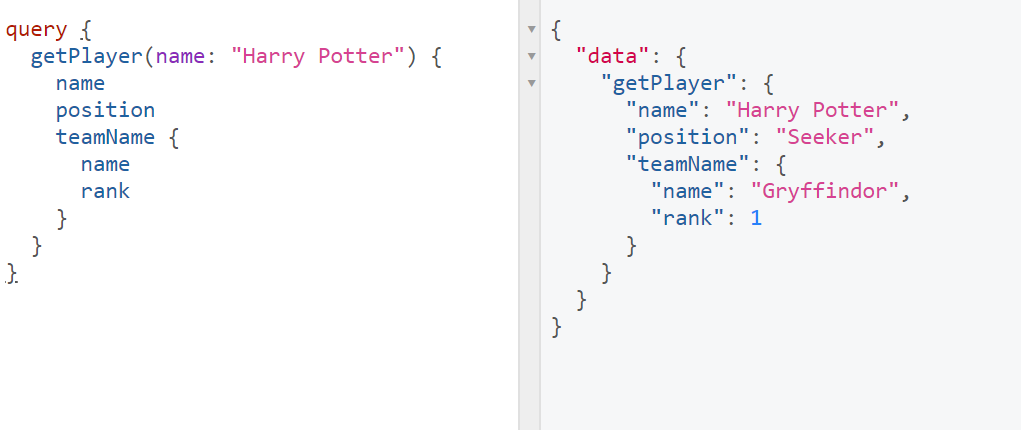 query {
  getPlayer(name: "Harry Potter") {
    name
    position
    teamName {
      name
      rank
    }
  }
}
{
  "data": {
    "getPlayer": {
      "name": "Harry Potter",
      "position": "Seeker",
      "teamName": {
        "name": "Gryffindor",
        "rank": 1
      }
    }
  }
}